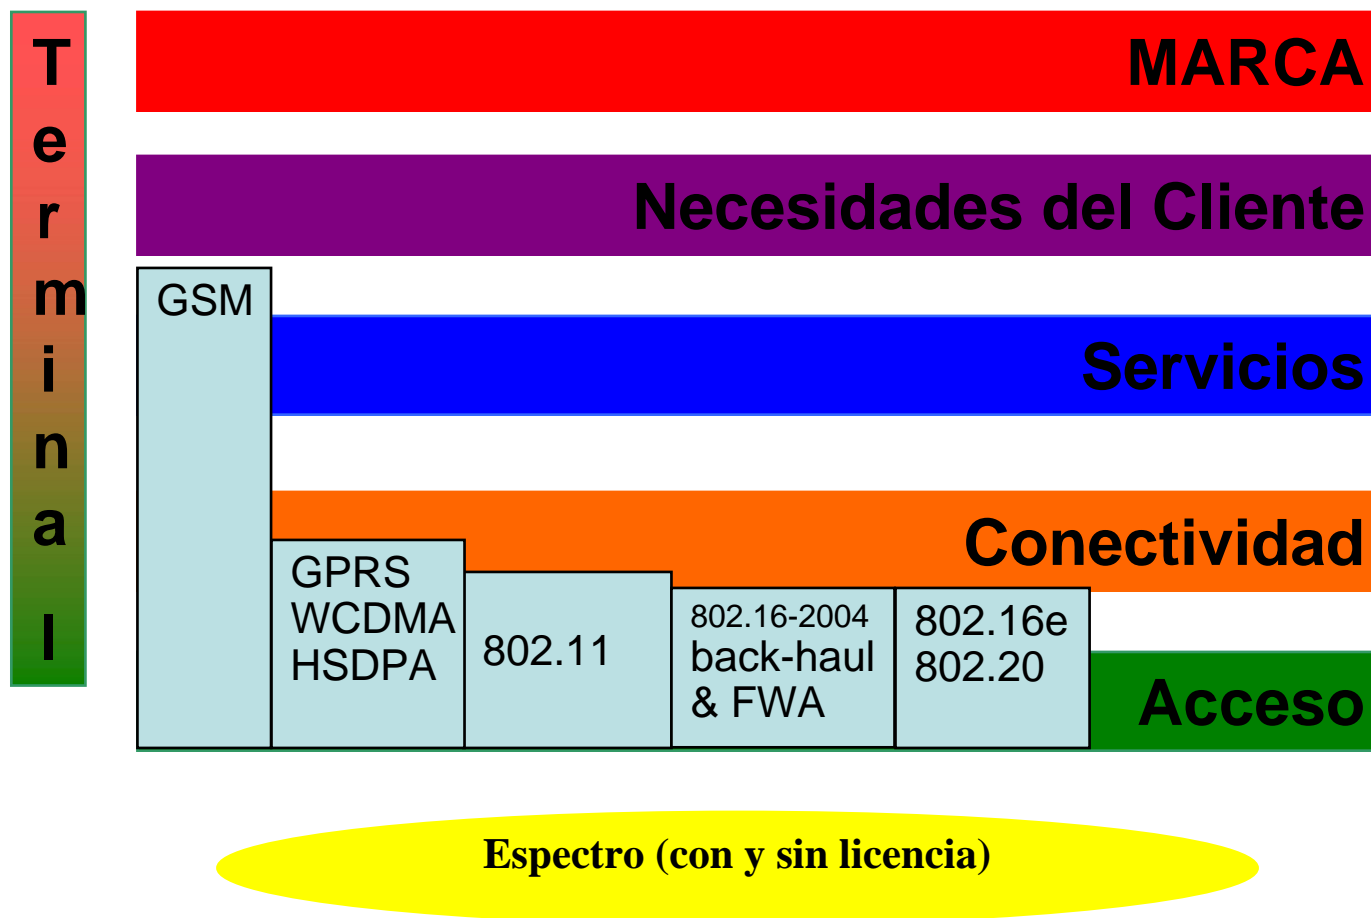 Terminal
MARCA
Necesidades del Cliente
GSM
Servicios
Conectividad
GPRS
WCDMA
HSDPA
802.11
802.16-2004
back-haul
& FWA
802.16e
802.20
Acceso
Espectro (con y sin licencia)